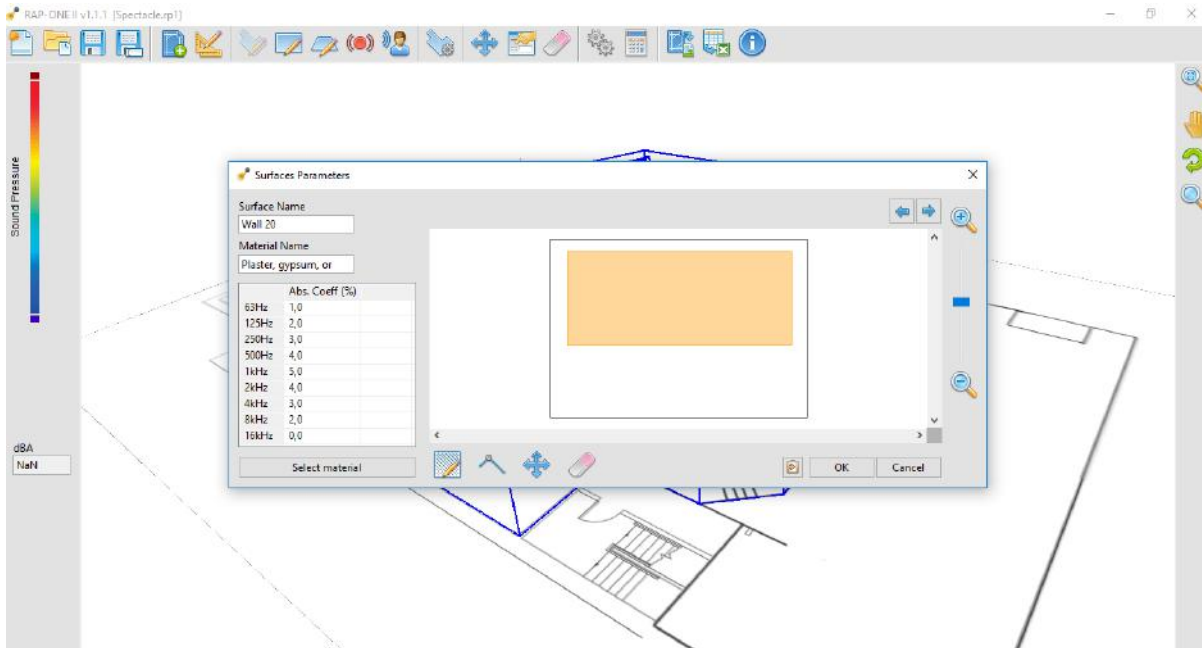 RAP-ONE II v1.1.1 [Spectacle.rp1]
Sound Pressure
dBA
NaN
Surfaces Parameters
Surface Name
Wall 20
Material Name
Plaster, gypsum, or
Abs. Coeff (%)
63Hz 1,0
125Hz 2,0
250Hz 3,0
500Hz 4,0
1kHz 5,0
2kHz 4,0
4kHz 3,0
8kHz 2,0
16kHz 0,0
Select material
OK Cancel